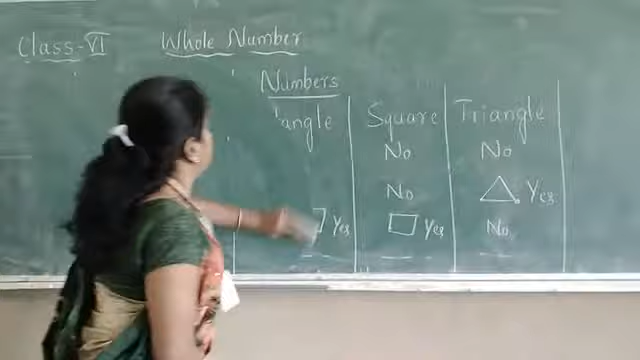 Class-VI
Whole Number
Numbers
angle Square Triangle
No No
No Yes
Yes Yes No